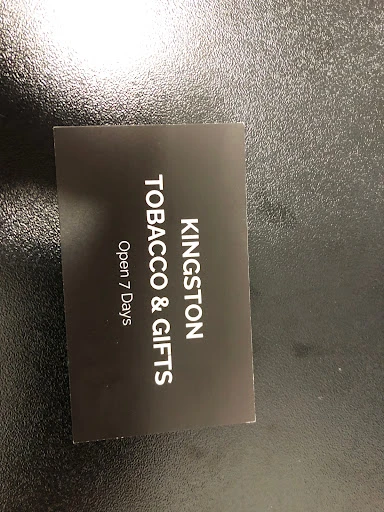 KINGSTON
TOBACCO & GIFTS
Open 7 Days